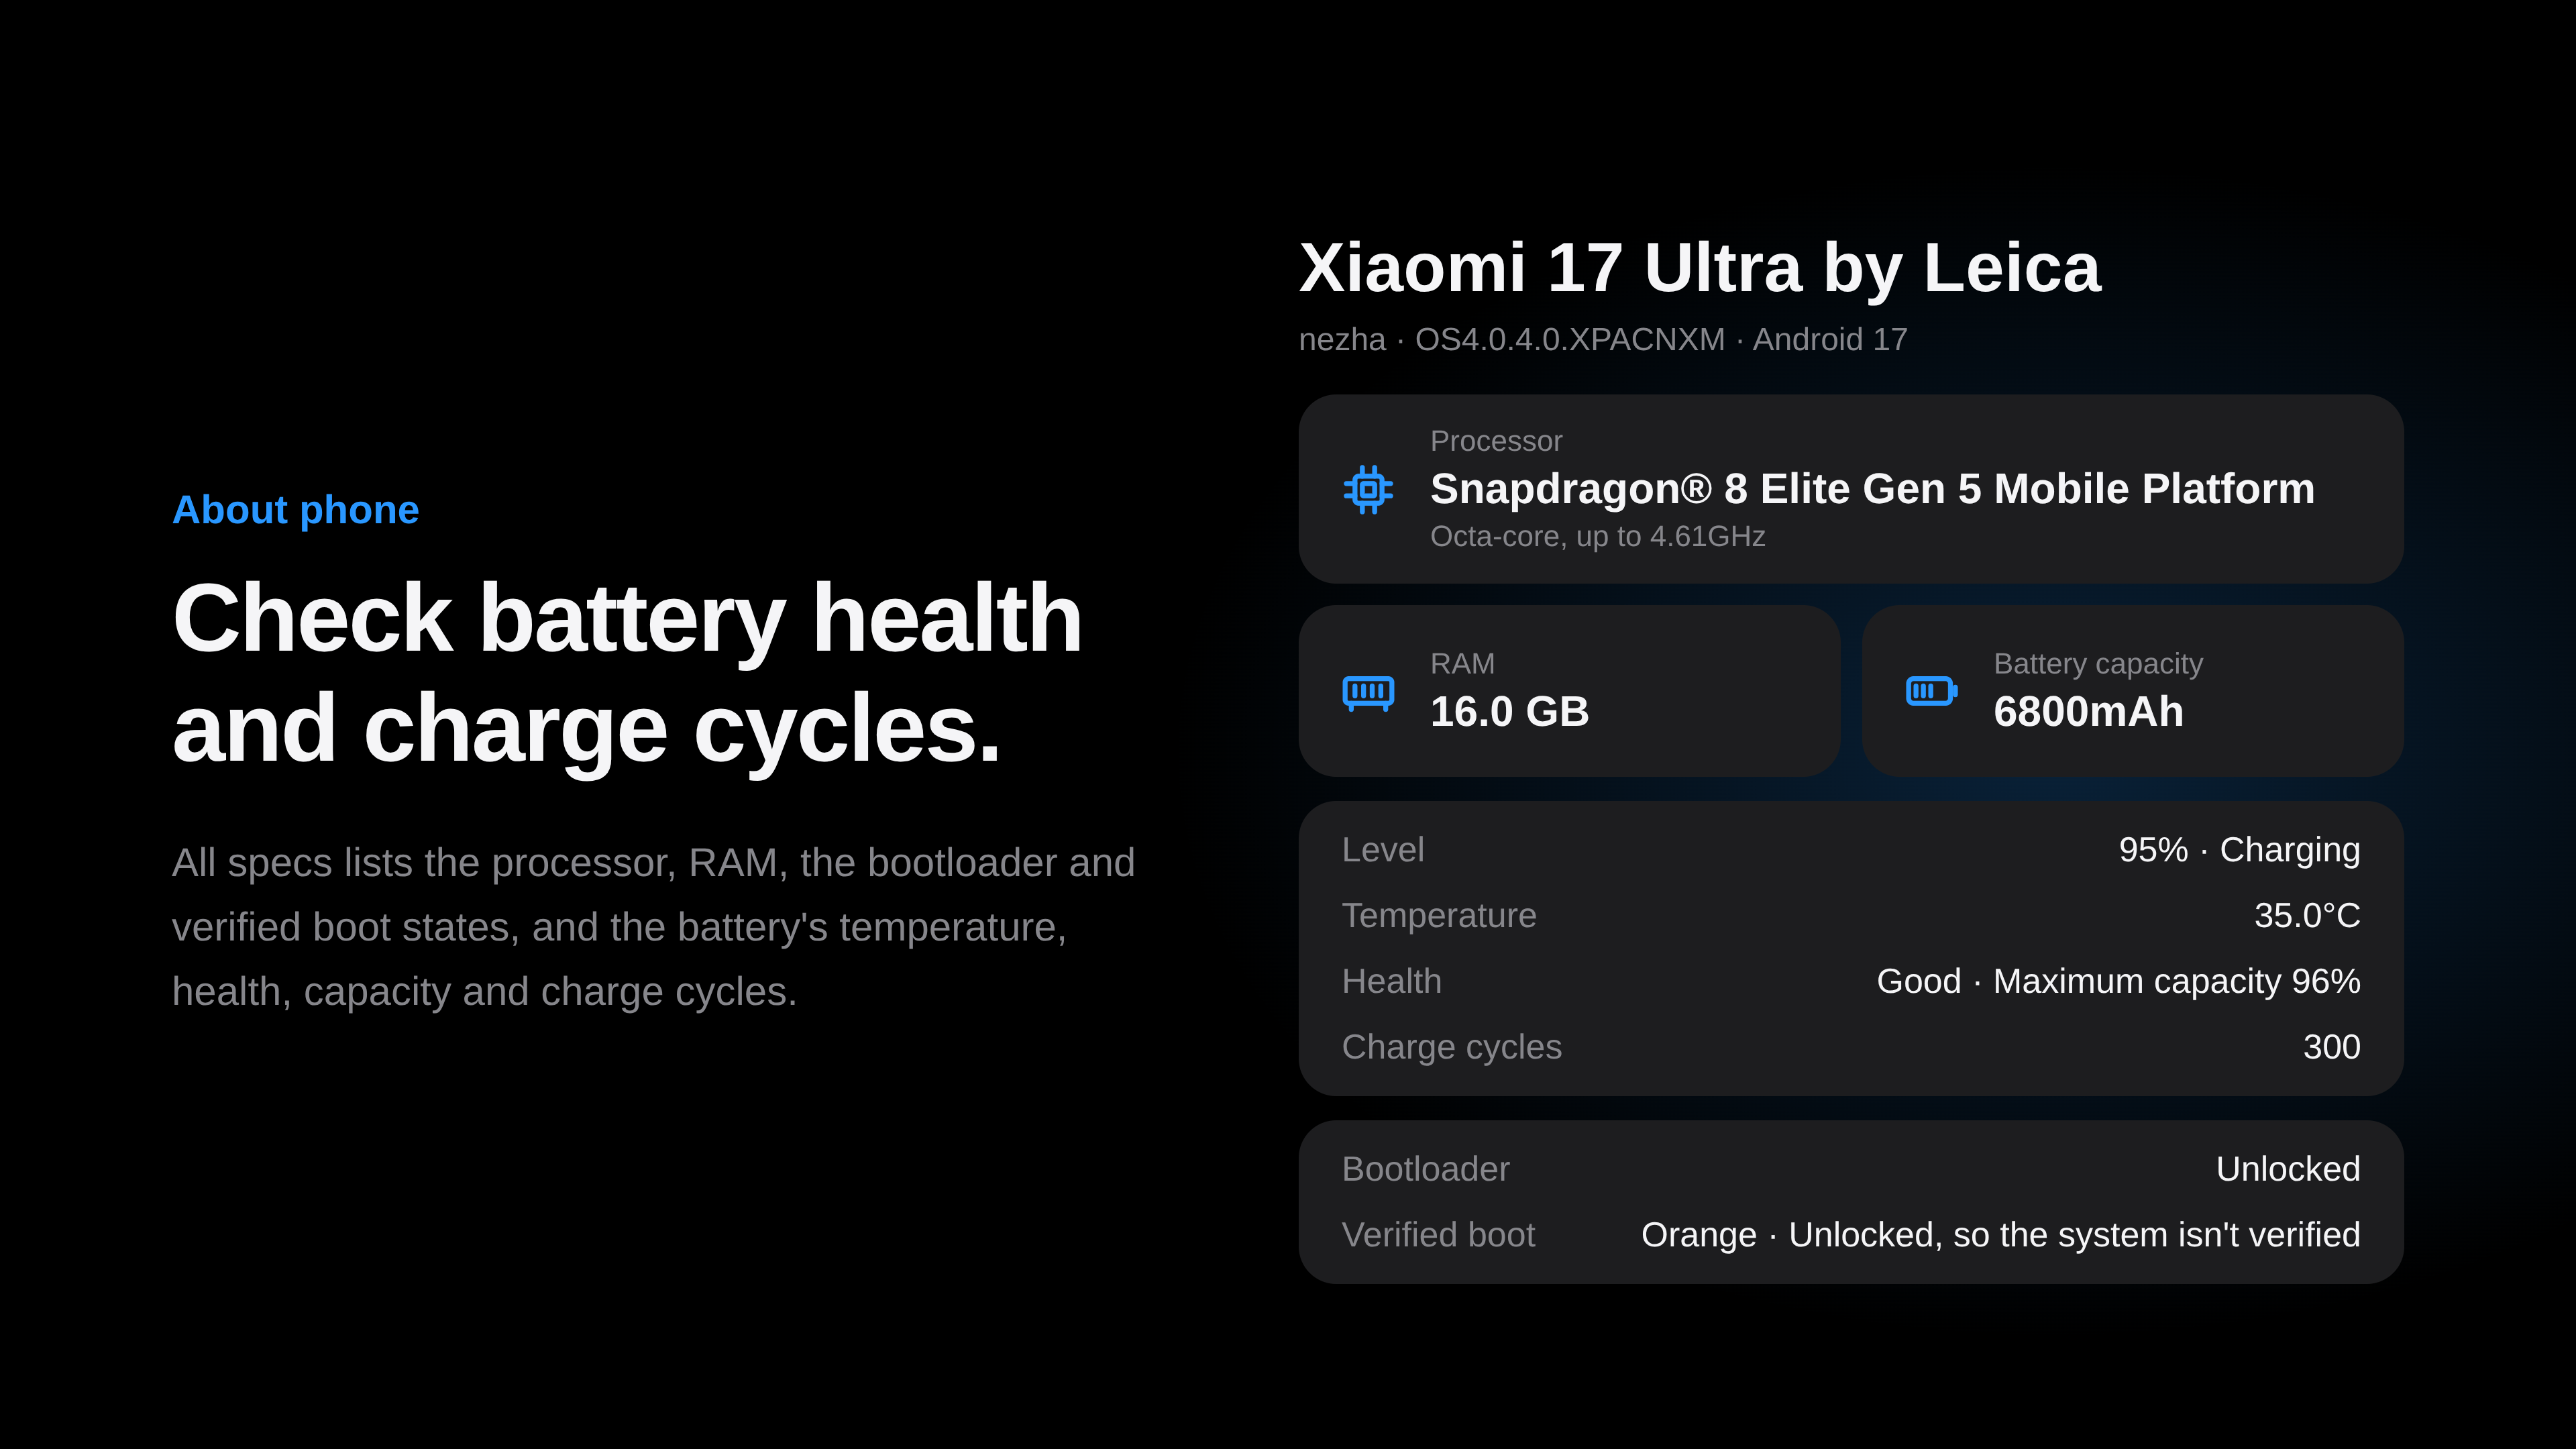 About phone
Check battery health
and charge cycles.
All specs lists the processor, RAM, the bootloader and
verified boot states, and the battery's temperature,
health, capacity and charge cycles.
Xiaomi 17 Ultra by Leica
nezha · OS4.0.4.0.XPACNXM · Android 17
Processor
Snapdragon® 8 Elite Gen 5 Mobile Platform
Octa-core, up to 4.61GHz
RAM
16.0 GB
Battery capacity
6800mAh
Level 95% · Charging
Temperature 35.0°C
Health Good · Maximum capacity 96%
Charge cycles 300
Bootloader Unlocked
Verified boot Orange · Unlocked, so the system isn't verified